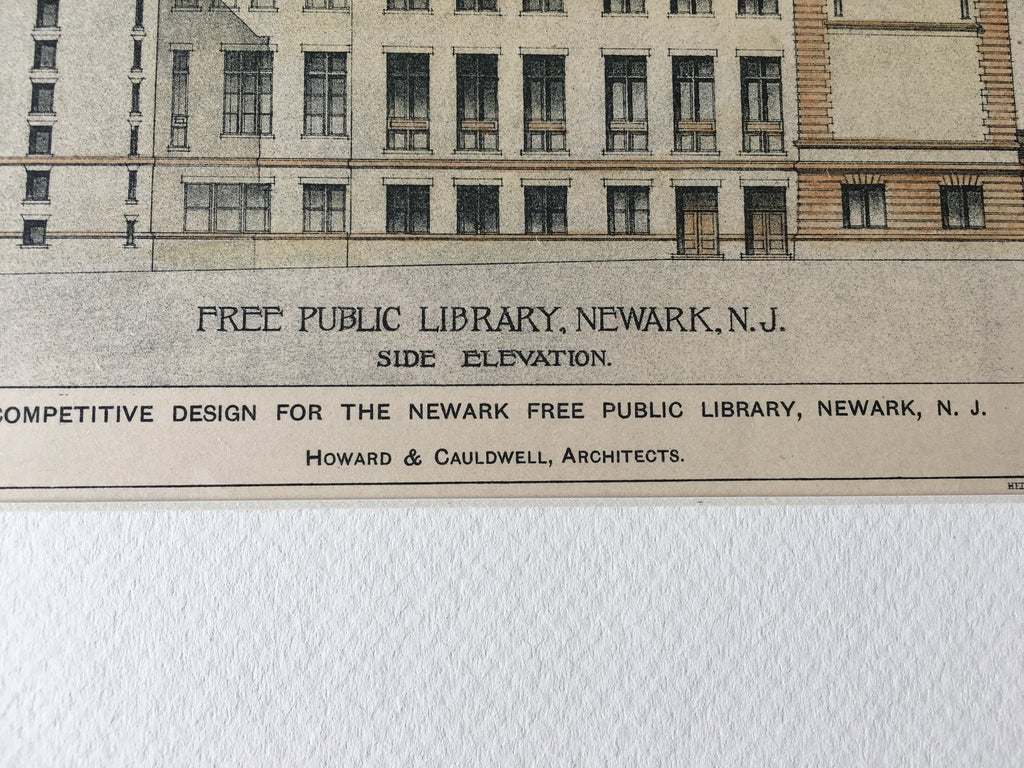 FREE PUBLIC LIBRARY, NEWARK, N.J.
SIDE ELEVATION.
COMPETITIVE DESIGN FOR THE NEWARK FREE PUBLIC LIBRARY, NEWARK, N. J.
HOWARD & CAULDWELL, ARCHITECTS.